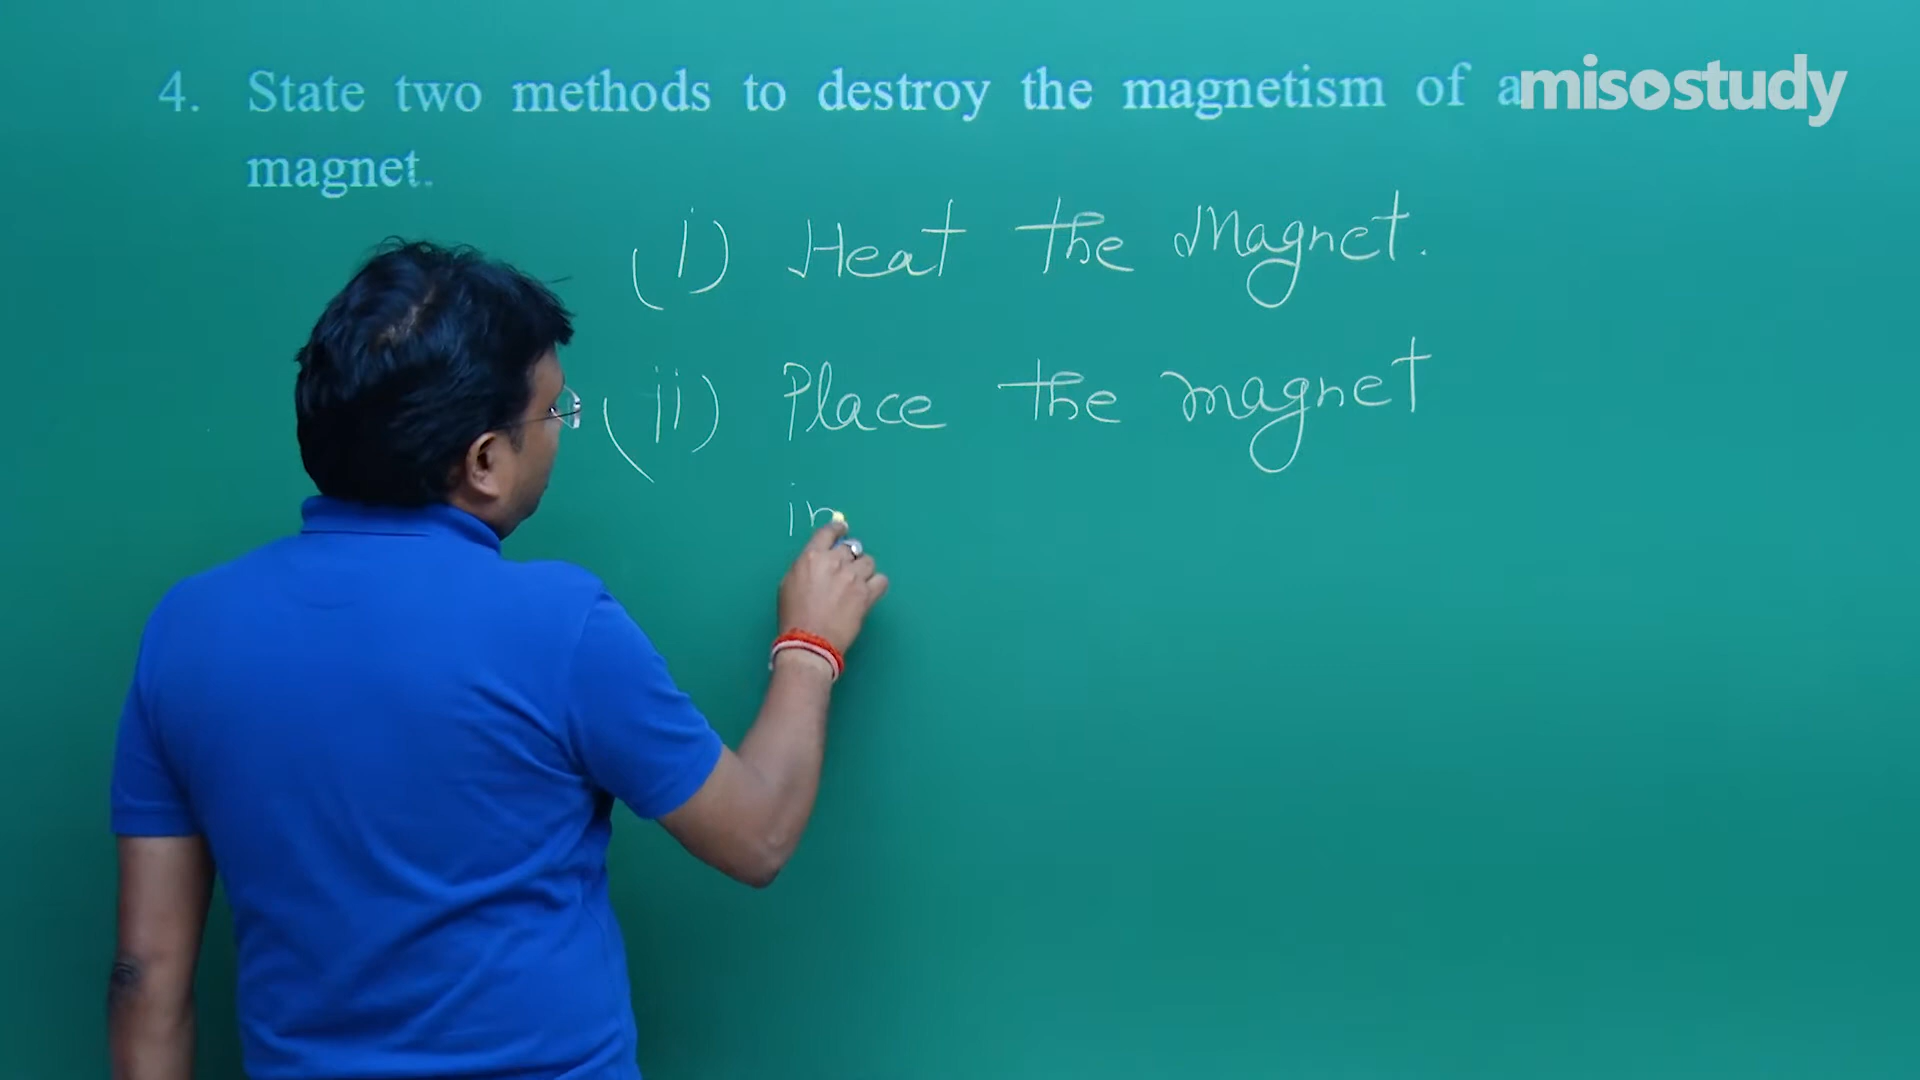 4. State two methods to destroy the magnetism of a
misostudy
magnet.
(i) Heat the Magnet.
(ii) Place the magnet
in